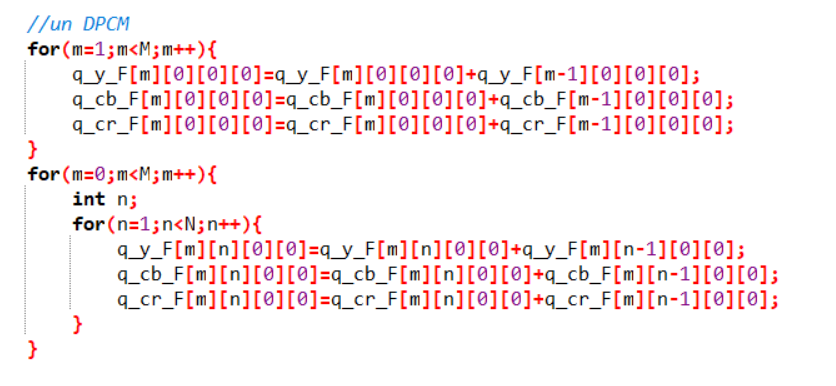 //un DPCM
for(m=1;m<M;m++){
    q_y_F[m][0][0][0]=q_y_F[m][0][0][0]+q_y_F[m-1][0][0][0];
    q_cb_F[m][0][0][0]=q_cb_F[m][0][0][0]+q_cb_F[m-1][0][0][0];
    q_cr_F[m][0][0][0]=q_cr_F[m][0][0][0]+q_cr_F[m-1][0][0][0];
}
for(m=0;m<M;m++){
    int n;
    for(n=1;n<N;n++){
        q_y_F[m][n][0][0]=q_y_F[m][n][0][0]+q_y_F[m][n-1][0][0];
        q_cb_F[m][n][0][0]=q_cb_F[m][n][0][0]+q_cb_F[m][n-1][0][0];
        q_cr_F[m][n][0][0]=q_cr_F[m][n][0][0]+q_cr_F[m][n-1][0][0];
    }
}